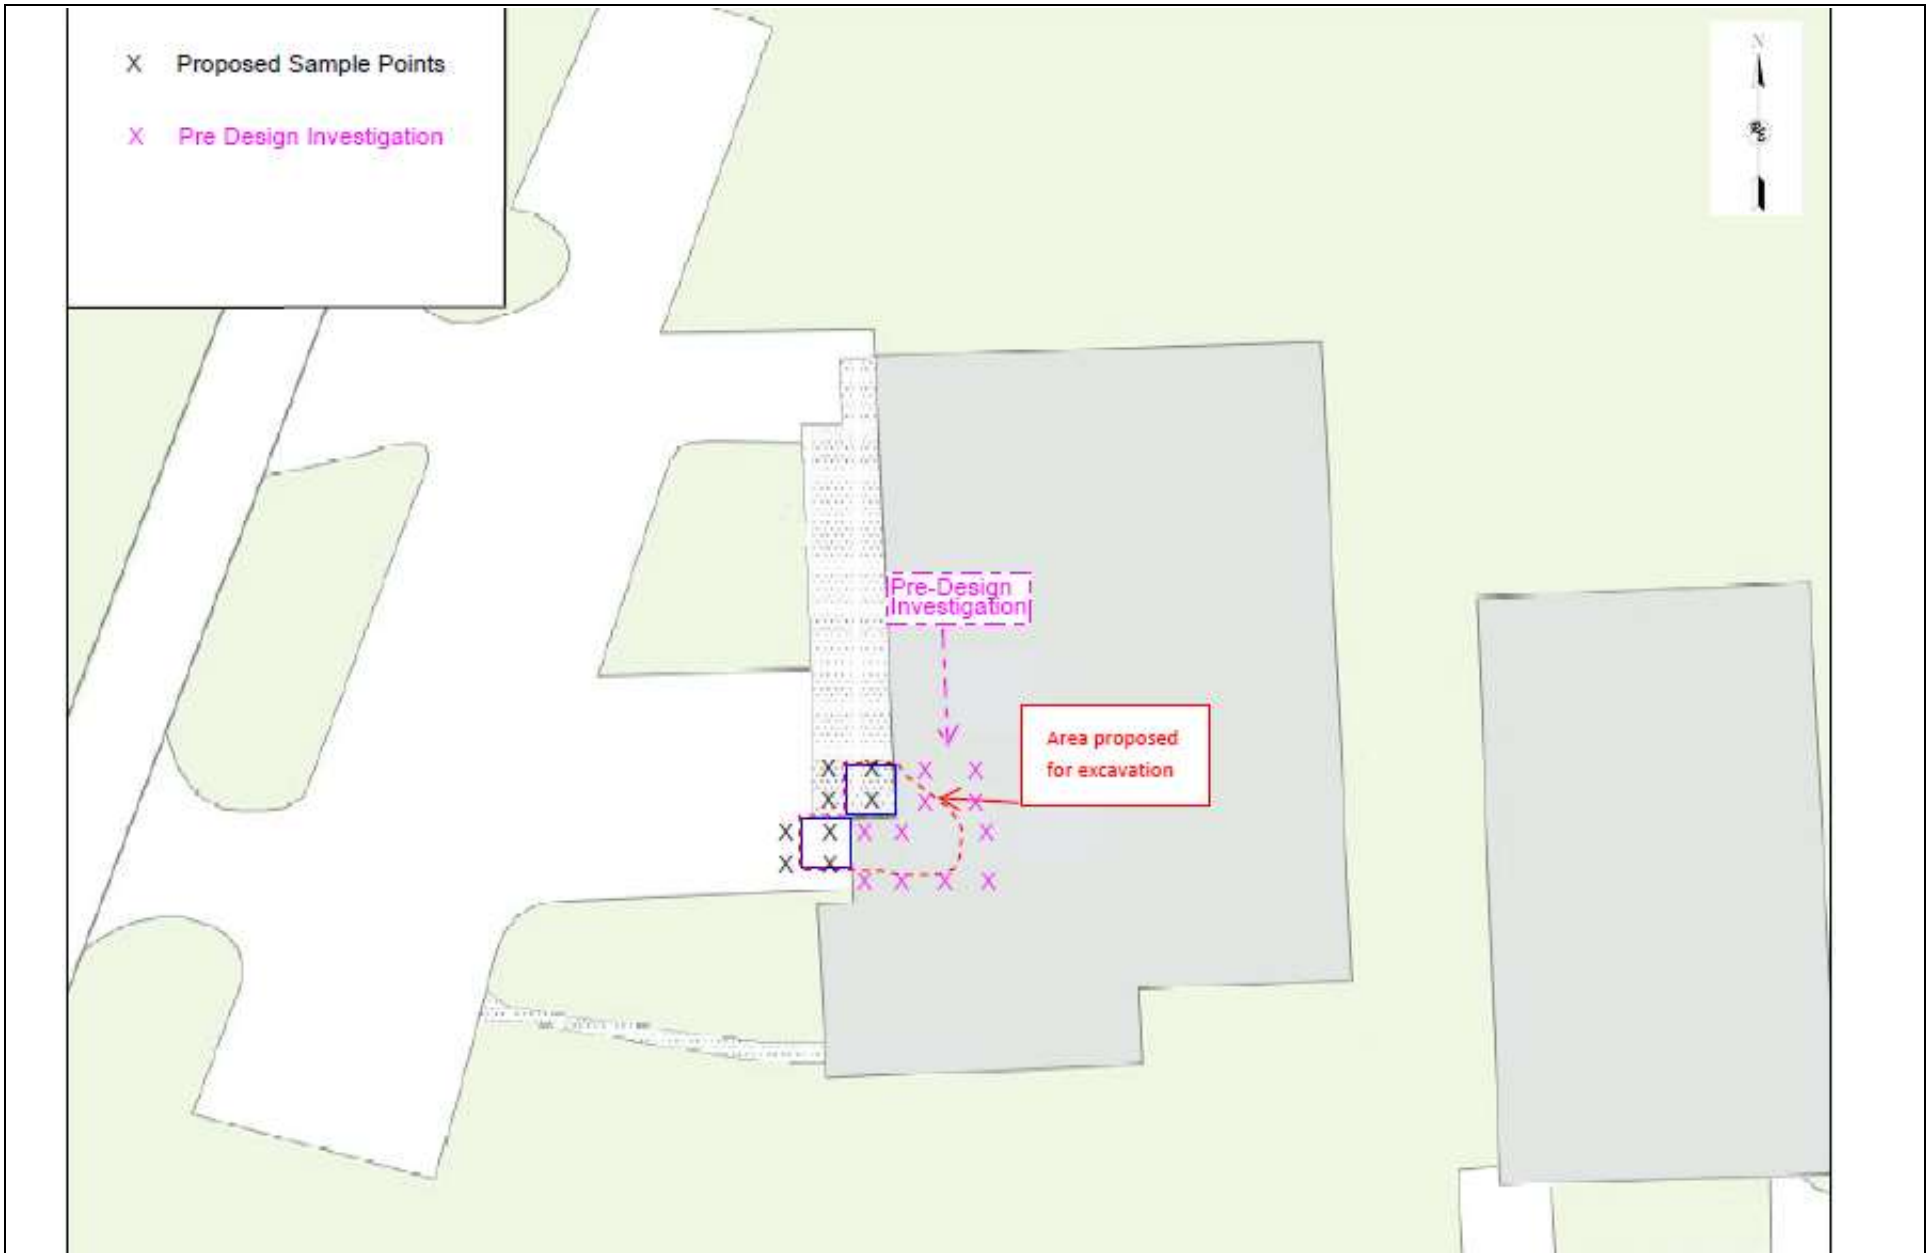 X Proposed Sample Points
X Pre Design Investigation
N
Pre-Design
Investigation
Area proposed
for excavation
X X X X
X X X X
X X X X X
X X
X X X X